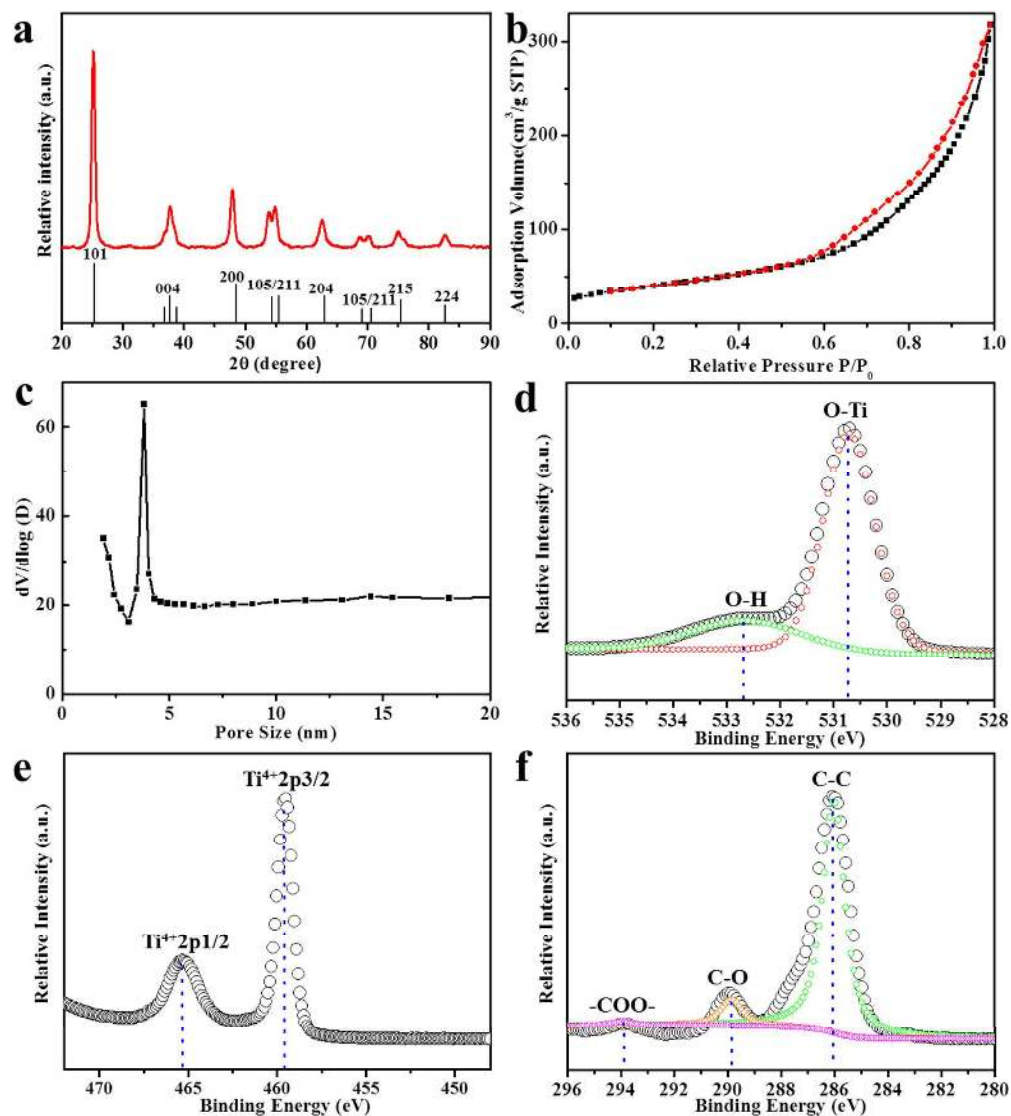 a
Relative intensity (a.u.)
101
004
200
105/211
204
105/211
215
224
20 30 40 50 60 70 80 90
2θ (degree)
b
Adsorption Volume(cm³/g STP)
300
200
100
0
0.0 0.2 0.4 0.6 0.8 1.0
Relative Pressure P/P₀
c
dV/dlog (D)
60
40
20
0
0 5 10 15 20
Pore Size (nm)
d
Relative Intensity (a.u.)
O-Ti
O-H
536 535 534 533 532 531 530 529 528
Binding Energy (eV)
e
Relative Intensity (a.u.)
Ti⁴⁺2p3/2
Ti⁴⁺2p1/2
470 465 460 455 450
Binding Energy (eV)
f
Relative Intensity (a.u.)
C-C
C-O
-COO-
296 294 292 290 288 286 284 282 280
Binding Energy (eV)